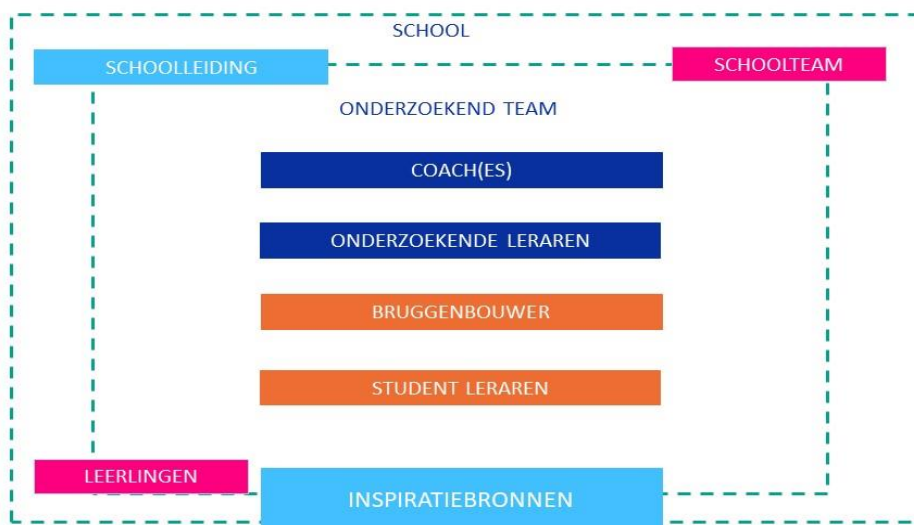 SCHOOL
SCHOOLLEIDING
SCHOOLTEAM
ONDERZOEKEND TEAM
COACH(ES)
ONDERZOEKENDE LERAREN
BRUGGENBOUWER
STUDENT LERAREN
LEERLINGEN
INSPIRATIEBRONNEN